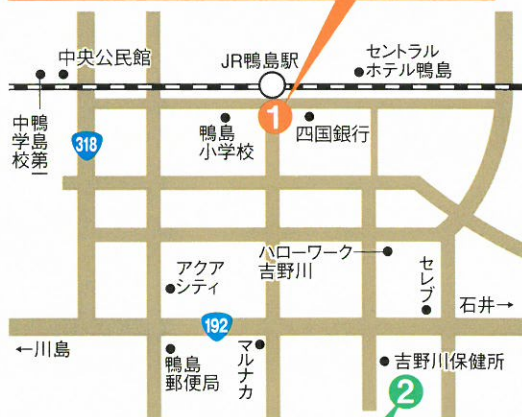 中央公民館
JR鴨島駅
セントラル
ホテル鴨島
鴨島第一
中学校
318
鴨島
小学校
1
四国銀行
ハローワーク
吉野川
アクア
シティ
セレブ
石井→
192
←川島
鴨島
郵便局
マルナカ
吉野川保健所
2